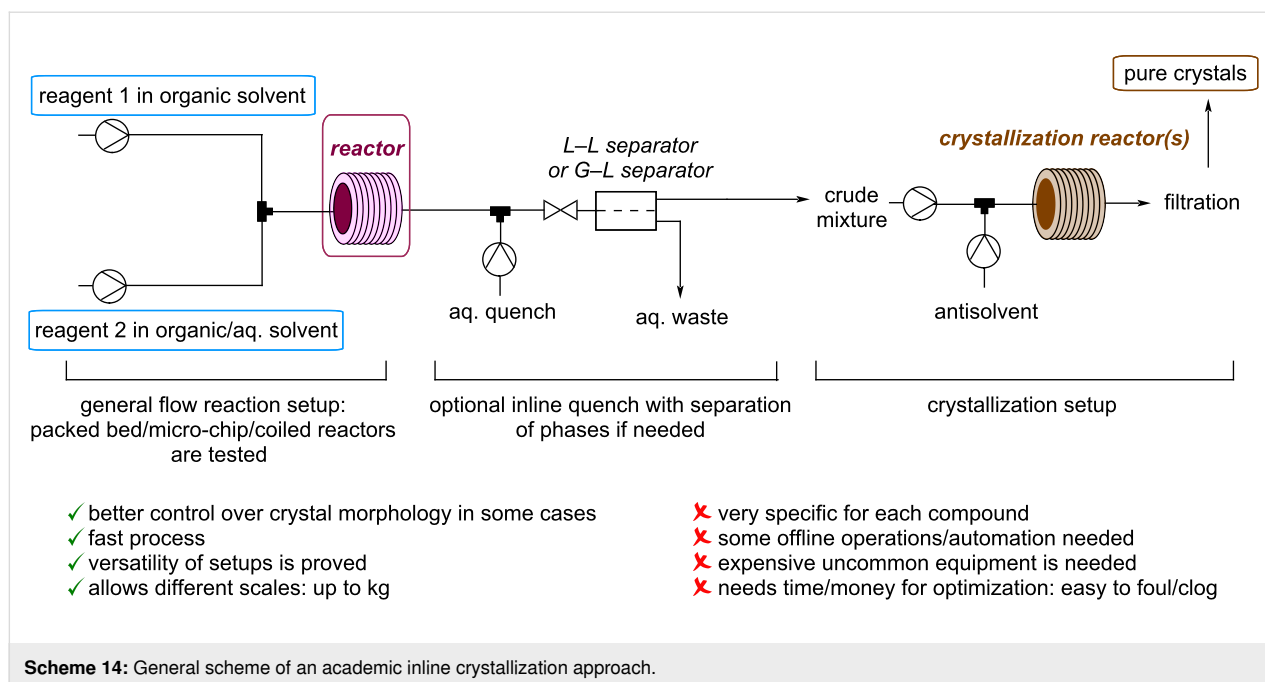 reagent 1 in organic solvent
reactor
reagent 2 in organic/aq. solvent
general flow reaction setup:
packed bed/micro-chip/coiled reactors
are tested
L–L separator
or G–L separator
aq. quench
aq. waste
optional inline quench with separation
of phases if needed
crude
mixture
antisolvent
crystallization reactor(s)
filtration
pure crystals
crystallization setup
better control over crystal morphology in some cases
fast process
versatility of setups is proved
allows different scales: up to kg
very specific for each compound
some offline operations/automation needed
expensive uncommon equipment is needed
needs time/money for optimization: easy to foul/clog
Scheme 14: General scheme of an academic inline crystallization approach.